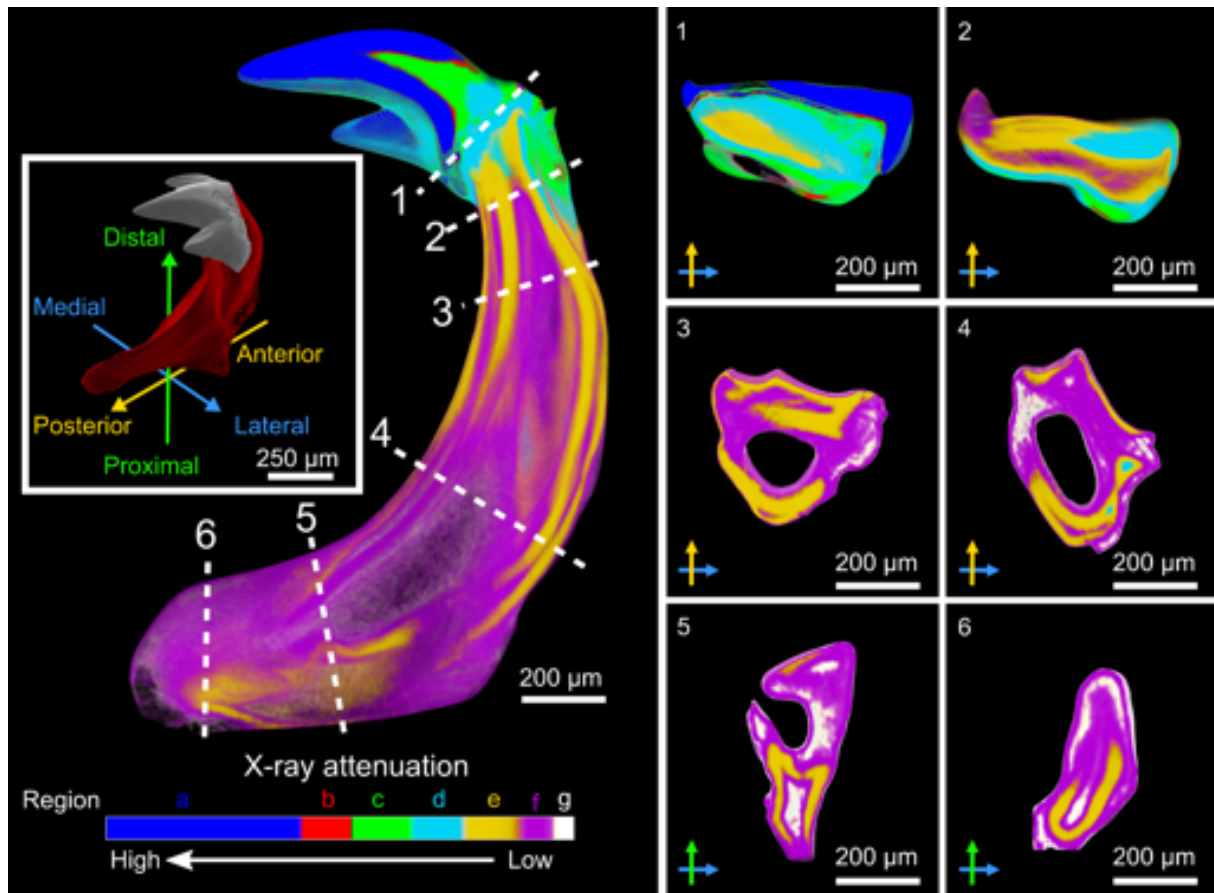 Distal
Medial
Anterior
Posterior
Lateral
Proximal
250 µm
1
2
3
4
5
6
200 µm
X-ray attenuation
Region a b c d e f g
High Low
1
200 µm
2
200 µm
3
200 µm
4
200 µm
5
200 µm
6
200 µm